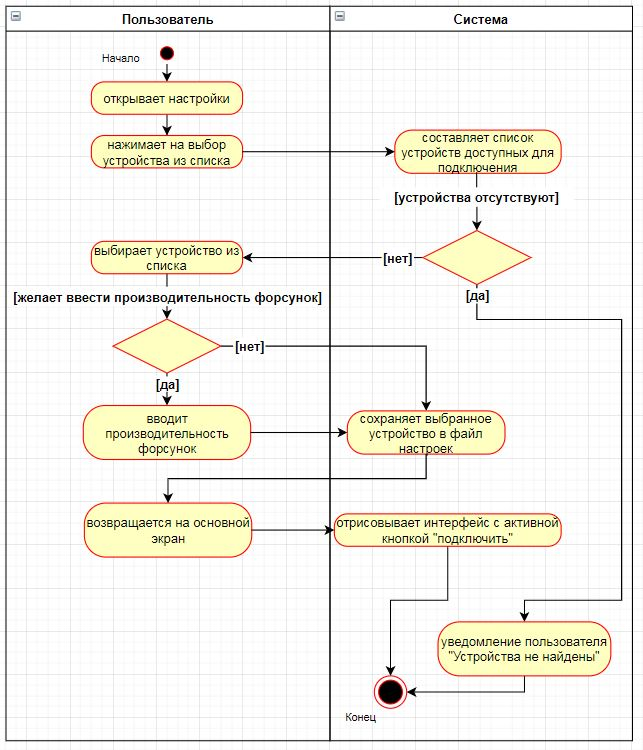 Пользователь
Система
Начало
открывает настройки
нажимает на выбор
устройства из списка
составляет список
устройств доступных для
подключения
[устройства отсутствуют]
выбирает устройство из
списка
[нет]
[да]
[желает ввести производительность форсунок]
[нет]
[да]
вводит
производительность
форсунок
сохраняет выбранное
устройство в файл
настроек
возвращается на основной
экран
отрисовывает интерфейс с активной
кнопкой "подключить"
уведомление пользователя
"Устройства не найдены"
Конец